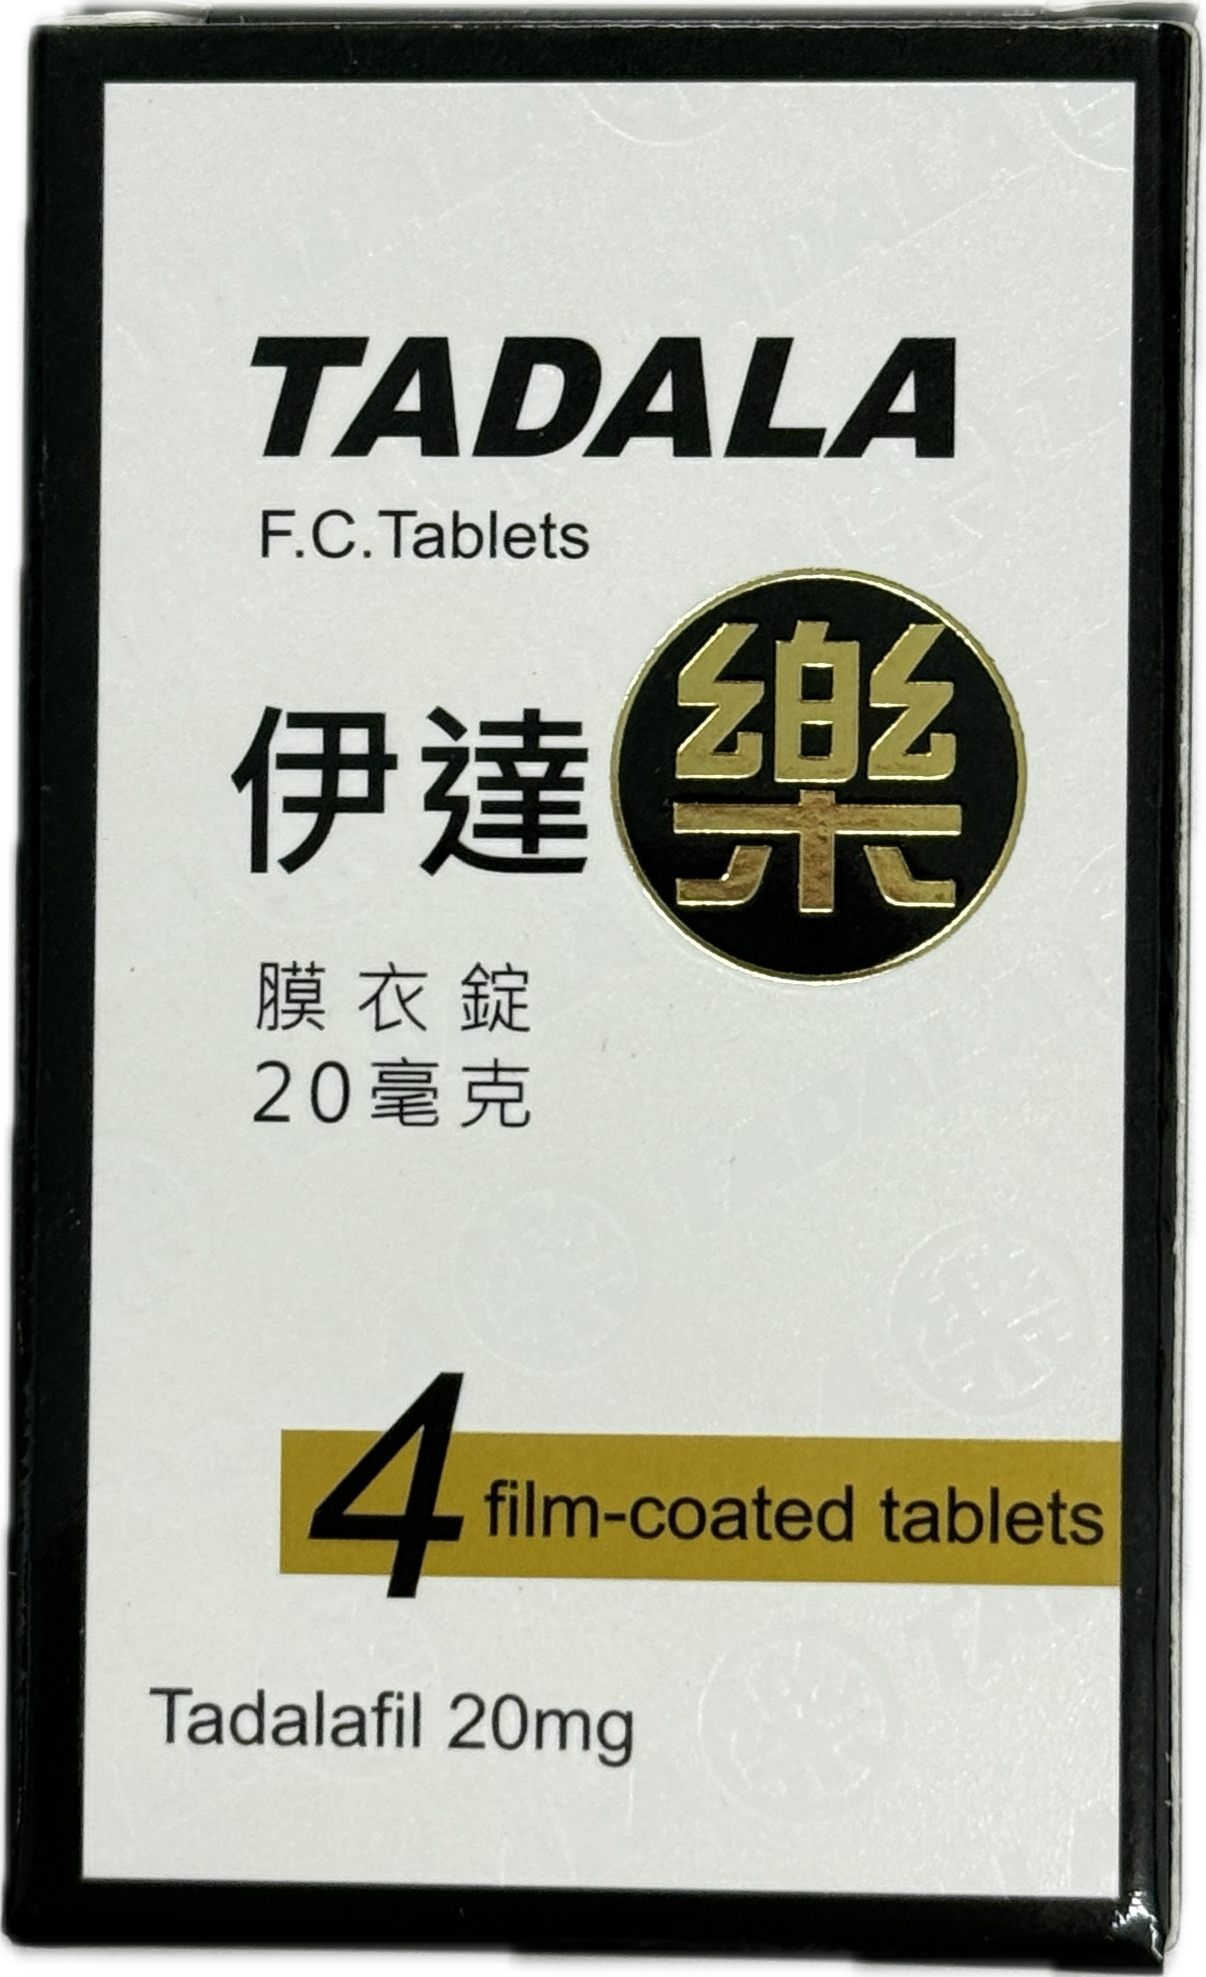 TADALA
F.C.Tablets
伊達樂
膜衣錠
20毫克
4 film-coated tablets
Tadalafil 20mg